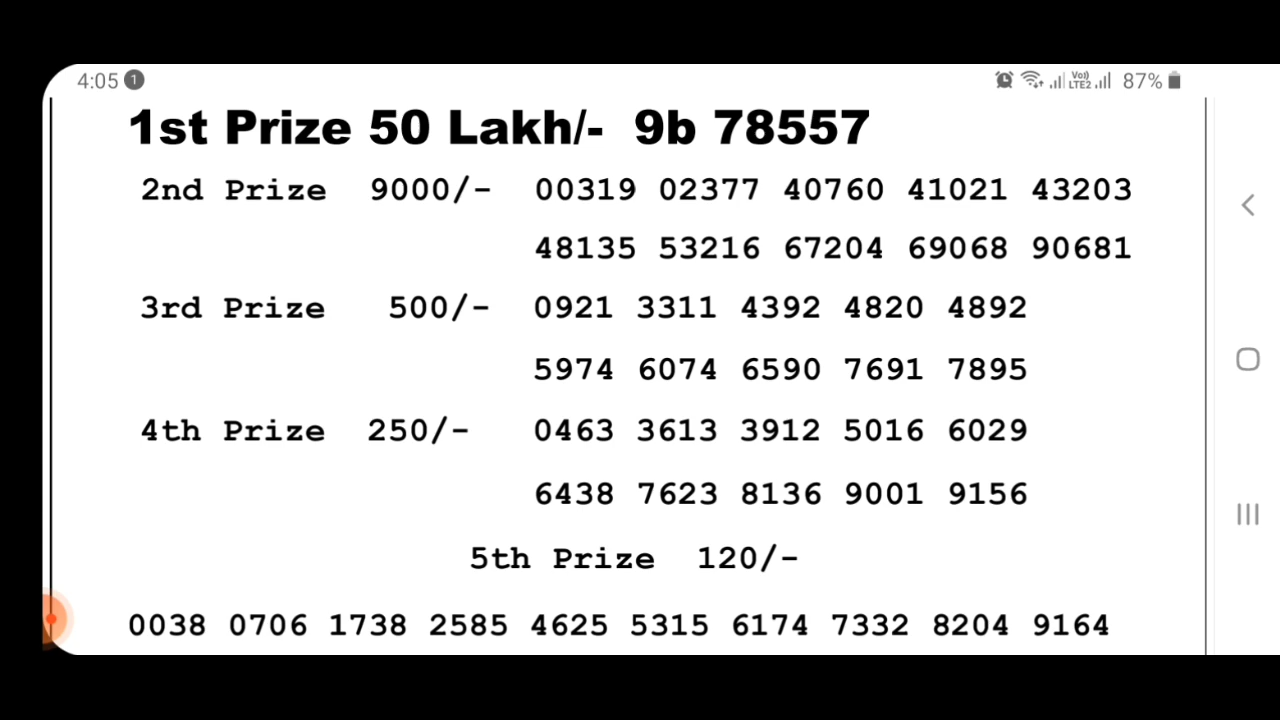 4:05 1 Vo)) LTE2 87%
1st Prize 50 Lakh/- 9b 78557
2nd Prize 9000/- 00319 02377 40760 41021 43203
48135 53216 67204 69068 90681
3rd Prize 500/- 0921 3311 4392 4820 4892
5974 6074 6590 7691 7895
4th Prize 250/- 0463 3613 3912 5016 6029
6438 7623 8136 9001 9156
5th Prize 120/-
0038 0706 1738 2585 4625 5315 6174 7332 8204 9164